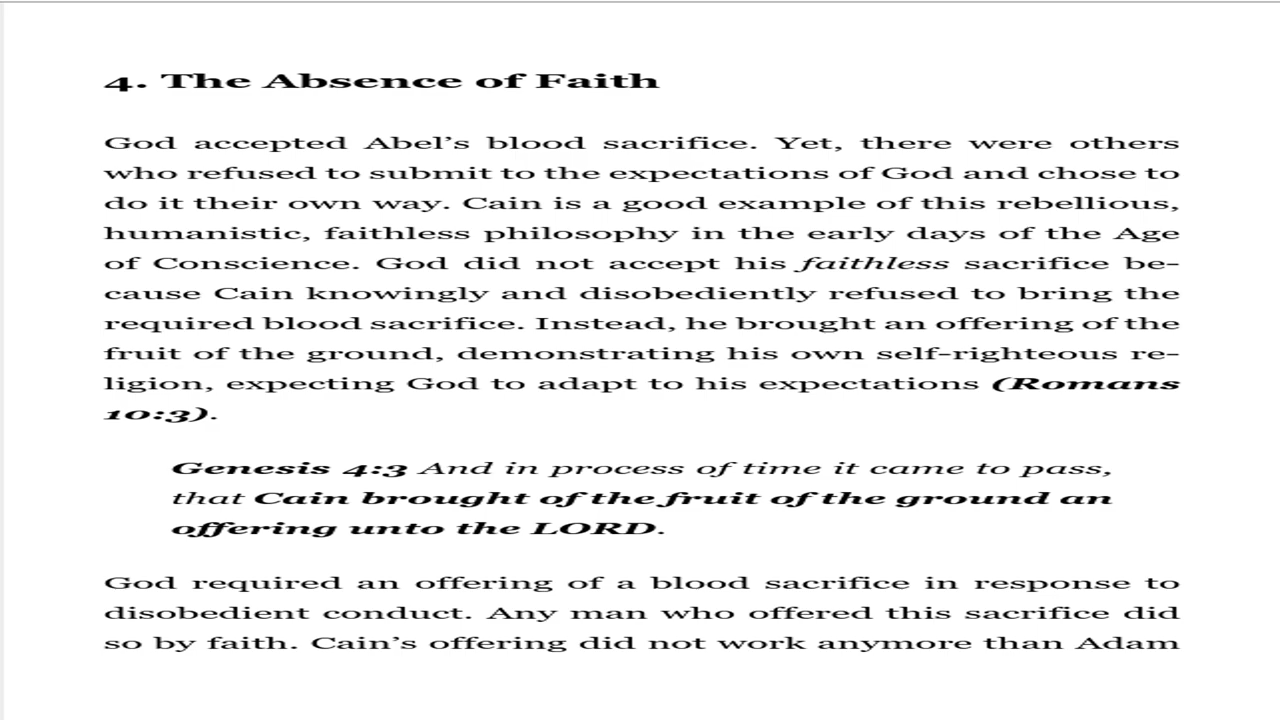 4. The Absence of Faith
God accepted Abel’s blood sacrifice. Yet, there were others
who refused to submit to the expectations of God and chose to
do it their own way. Cain is a good example of this rebellious,
humanistic, faithless philosophy in the early days of the Age
of Conscience. God did not accept his faithless sacrifice be-
cause Cain knowingly and disobediently refused to bring the
required blood sacrifice. Instead, he brought an offering of the
fruit of the ground, demonstrating his own self-righteous re-
ligion, expecting God to adapt to his expectations (Romans
10:3).
Genesis 4:3 And in process of time it came to pass,
that Cain brought of the fruit of the ground an
offering unto the LORD.
God required an offering of a blood sacrifice in response to
disobedient conduct. Any man who offered this sacrifice did
so by faith. Cain’s offering did not work anymore than Adam